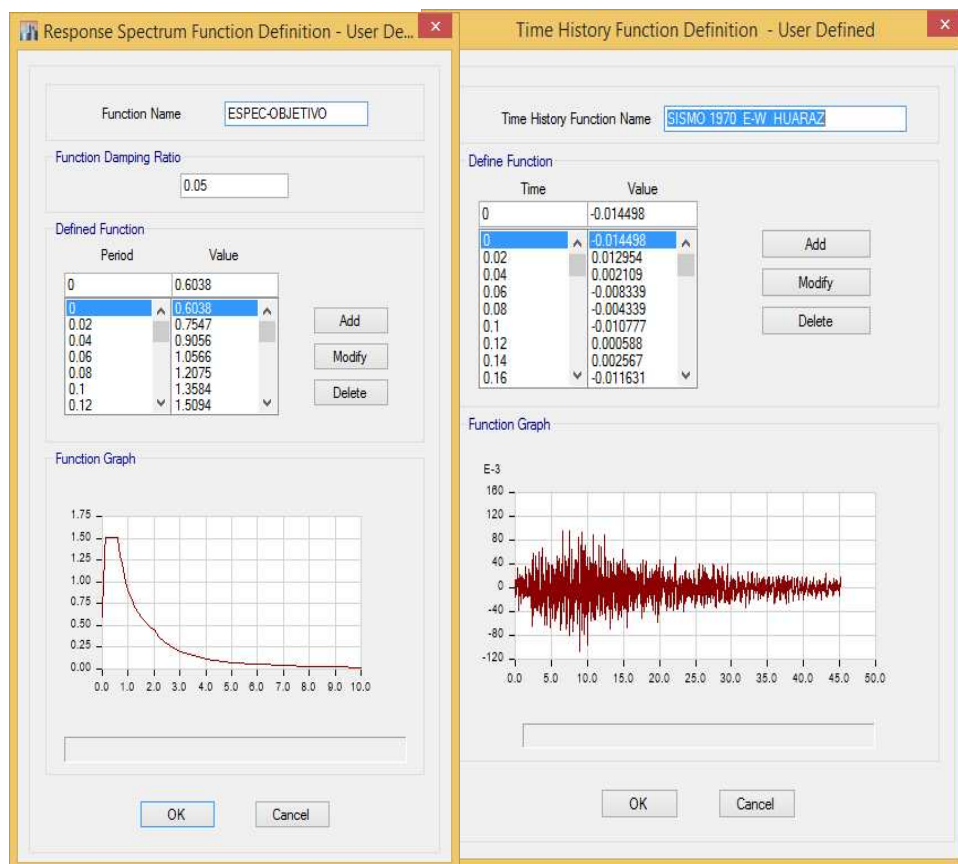 Response Spectrum Function Definition - User De...
Function Name
ESPEC-OBJETIVO
Function Damping Ratio
0.05
Defined Function
Period Value
0 0.6038
0 0.6038
0.02 0.7547
0.04 0.9056
0.06 1.0566
0.08 1.2075
0.1 1.3584
0.12 1.5094
Add
Modify
Delete
Function Graph
1.75
1.50
1.25
1.00
0.75
0.50
0.25
0.00
0.0 1.0 2.0 3.0 4.0 5.0 6.0 7.0 8.0 9.0 10.0
OK Cancel
Time History Function Definition - User Defined
Time History Function Name
SISMO 1970 E-W HUARAZ
Define Function
Time Value
0 -0.014498
0 -0.014498
0.02 0.012954
0.04 0.002109
0.06 -0.008339
0.08 -0.004339
0.1 -0.010777
0.12 0.000588
0.14 0.002567
0.16 -0.011631
Add
Modify
Delete
Function Graph
E-3
160
120
80
40
0
-40
-80
-120
0.0 5.0 10.0 15.0 20.0 25.0 30.0 35.0 40.0 45.0 50.0
OK Cancel